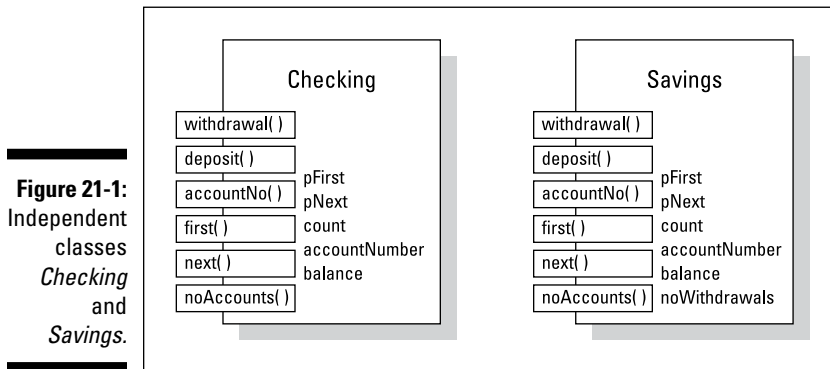 Figure 21-1:
Independent
classes
Checking
and
Savings.
Checking
withdrawal( )
deposit( )
accountNo( )
first( )
next( )
noAccounts( )
pFirst
pNext
count
accountNumber
balance
Savings
withdrawal( )
deposit( )
accountNo( )
first( )
next( )
noAccounts( )
pFirst
pNext
count
accountNumber
balance
noWithdrawals